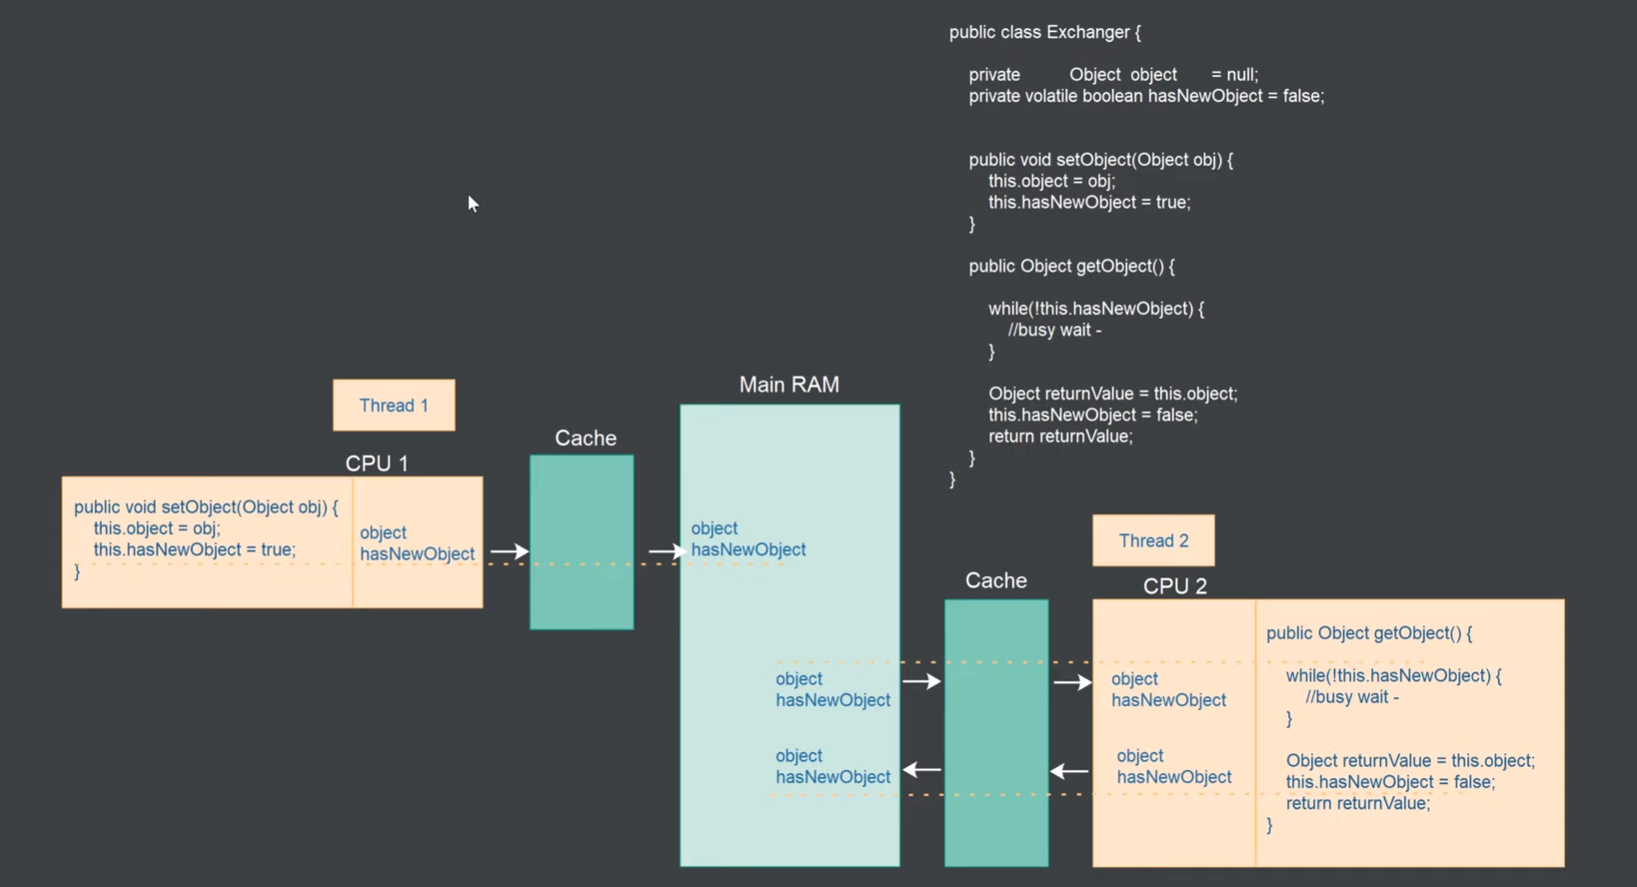 public class Exchanger {
private Object object = null;
private volatile boolean hasNewObject = false;
public void setObject(Object obj) {
this.object = obj;
this.hasNewObject = true;
}
public Object getObject() {
while(!this.hasNewObject) {
//busy wait -
}
Object returnValue = this.object;
this.hasNewObject = false;
return returnValue;
}
}
Thread 1
CPU 1
public void setObject(Object obj) {
this.object = obj;
this.hasNewObject = true;
}
object
hasNewObject
Cache
Main RAM
object
hasNewObject
object
hasNewObject
object
hasNewObject
Cache
Thread 2
CPU 2
object
hasNewObject
object
hasNewObject
public Object getObject() {
while(!this.hasNewObject) {
//busy wait -
}
Object returnValue = this.object;
this.hasNewObject = false;
return returnValue;
}